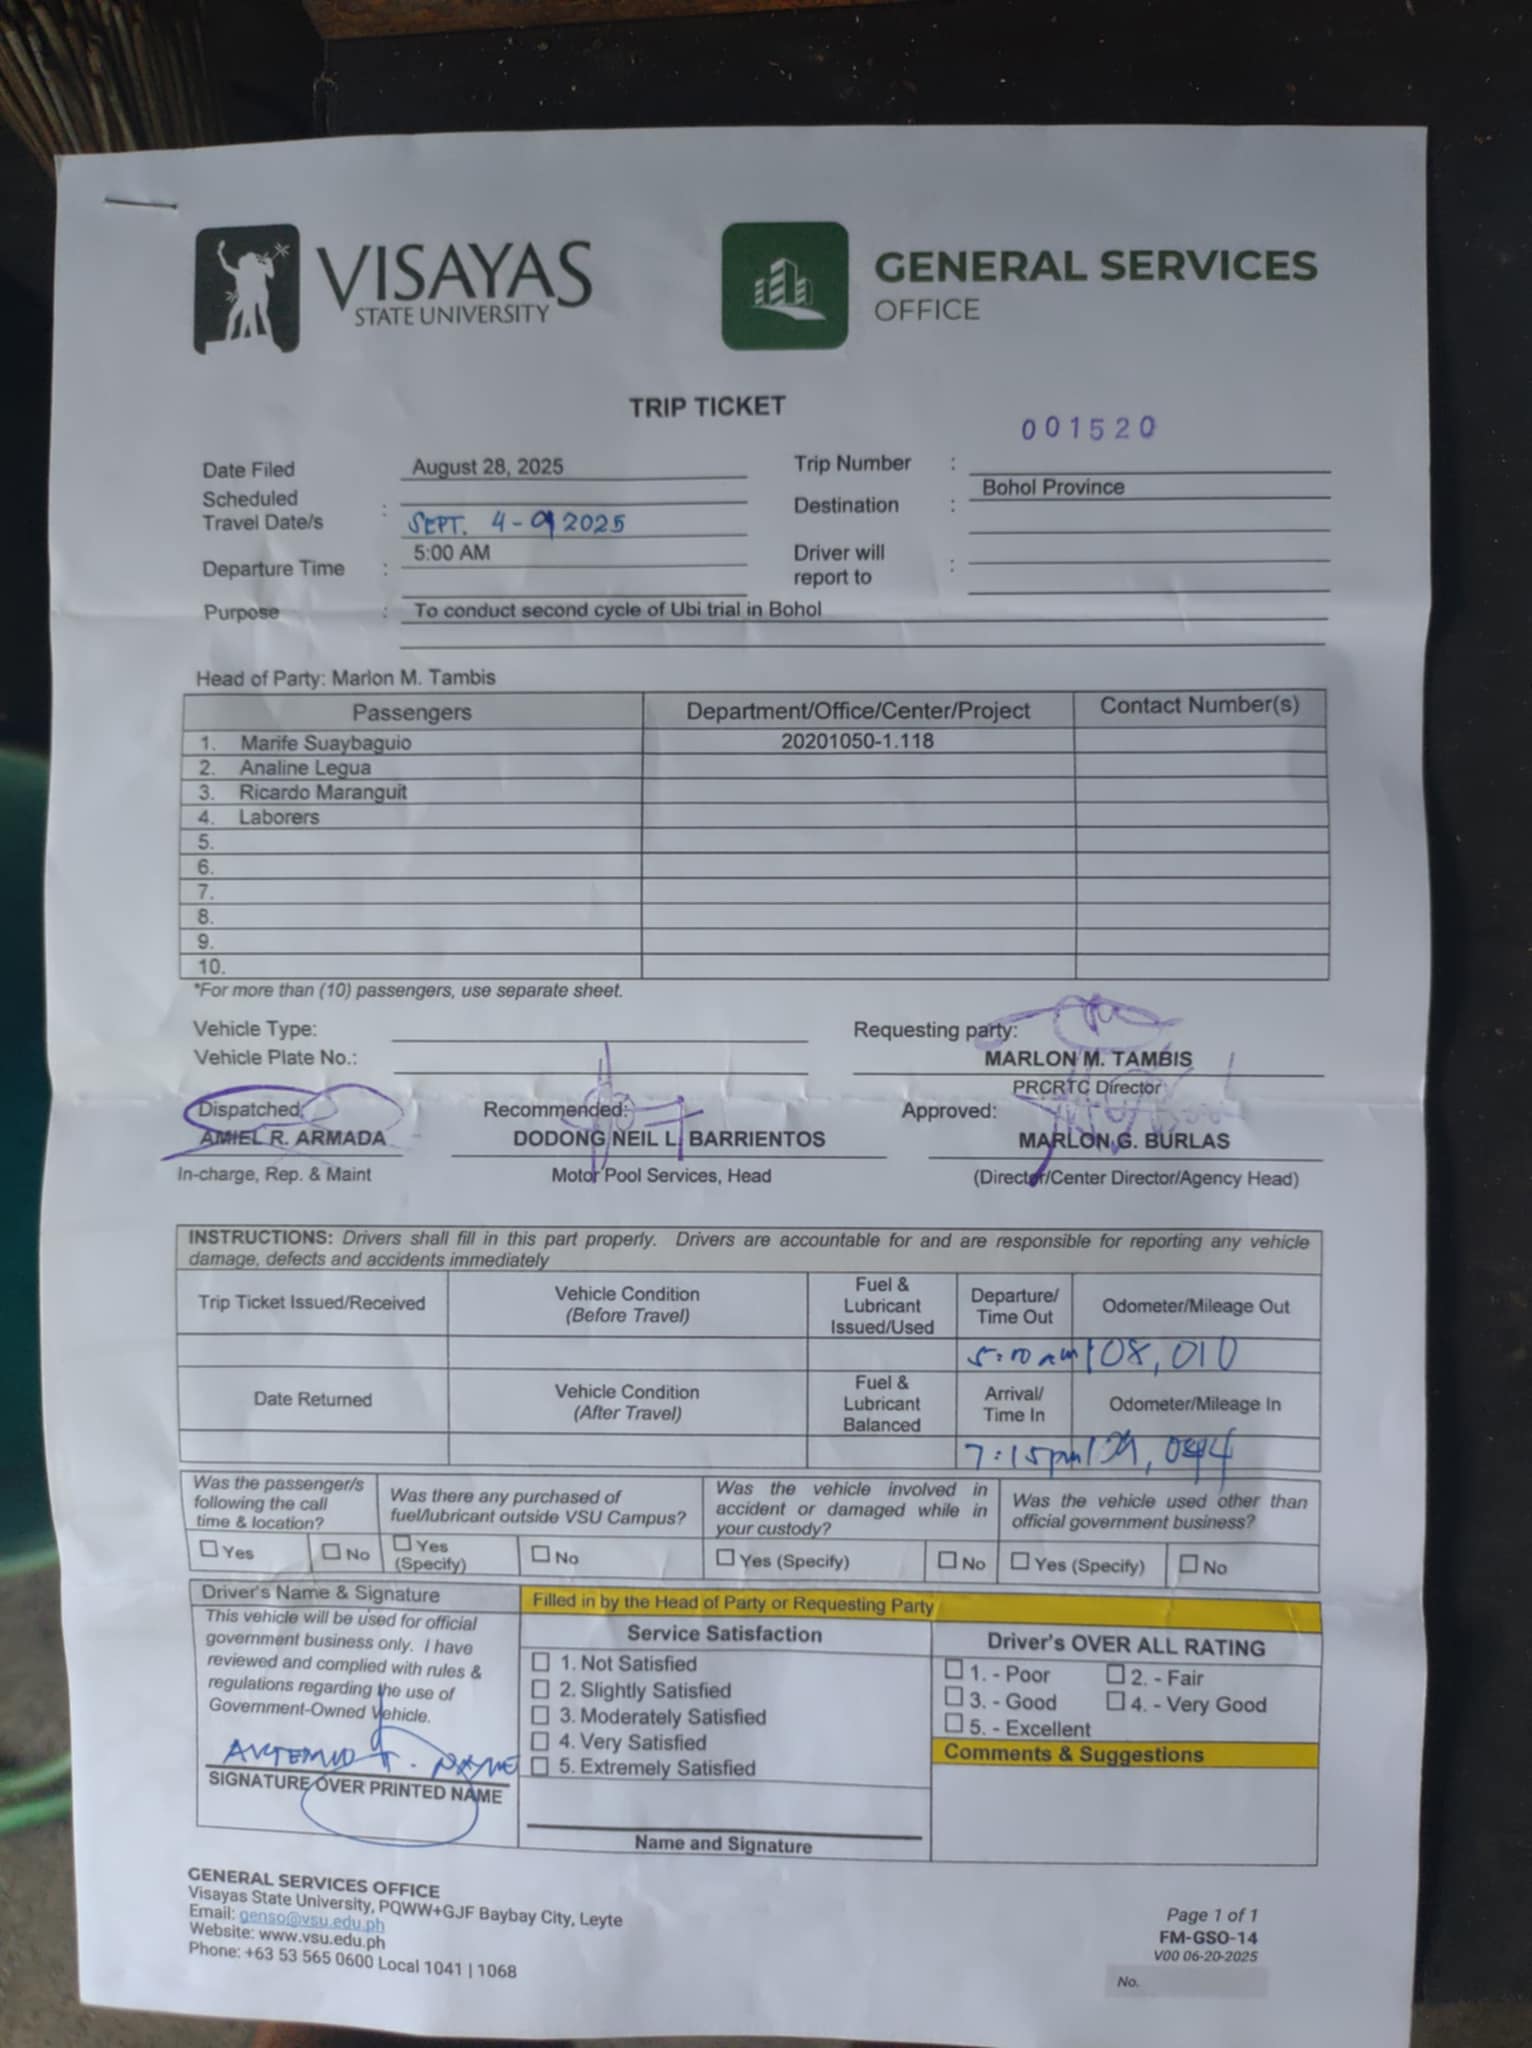 VISAYAS
STATE UNIVERSITY
GENERAL SERVICES
OFFICE
TRIP TICKET
001520
Date Filed August 28, 2025
Trip Number :
Scheduled
Travel Date/s : SEPT. 4-9 2025
Destination : Bohol Province
Departure Time : 5:00 AM
Driver will
report to :
Purpose : To conduct second cycle of Ubi trial in Bohol
Head of Party: Marlon M. Tambis
Passengers Department/Office/Center/Project Contact Number(s)
1. Marife Suaybaguio 20201050-1.118
2. Analine Legua
3. Ricardo Maranguit
4. Laborers
5.
6.
7.
8.
9.
10.
*For more than (10) passengers, use separate sheet.
Vehicle Type:
Vehicle Plate No.:
Requesting party:
MARLON M. TAMBIS
PRCRTC Director
Dispatched:
AMIEL R. ARMADA
In-charge, Rep. & Maint
Recommended:
DODONG NEIL L. BARRIENTOS
Motor Pool Services, Head
Approved:
MARLON G. BURLAS
(Director/Center Director/Agency Head)
INSTRUCTIONS: Drivers shall fill in this part properly. Drivers are accountable for and are responsible for reporting any vehicle
damage, defects and accidents immediately
Trip Ticket Issued/Received
Vehicle Condition
(Before Travel)
Fuel &
Lubricant
Issued/Used
Departure/
Time Out
Odometer/Mileage Out
5:00 am 108,010
Date Returned
Vehicle Condition
(After Travel)
Fuel &
Lubricant
Balanced
Arrival/
Time In
Odometer/Mileage In
7:15pm
Was the passenger/s
following the call
time & location?
Was there any purchased of
fuel/lubricant outside VSU Campus?
Was the vehicle involved in
accident or damaged while in
your custody?
Was the vehicle used other than
official government business?
☐ Yes ☐ No
☐ Yes
(Specify)
☐ No
☐ Yes (Specify) ☐ No
☐ Yes (Specify) ☐ No
Driver's Name & Signature
This vehicle will be used for official
government business only. I have
reviewed and complied with rules &
regulations regarding the use of
Government-Owned Vehicle.
SIGNATURE OVER PRINTED NAME
Filled in by the Head of Party or Requesting Party
Service Satisfaction
☐ 1. Not Satisfied
☐ 2. Slightly Satisfied
☐ 3. Moderately Satisfied
☐ 4. Very Satisfied
☐ 5. Extremely Satisfied
Name and Signature
Driver's OVER ALL RATING
☐ 1. - Poor ☐ 2. - Fair
☐ 3. - Good ☐ 4. - Very Good
☐ 5. - Excellent
Comments & Suggestions
GENERAL SERVICES OFFICE
Visayas State University, PQWW+GJF Baybay City, Leyte
Email: genso@vsu.edu.ph
Website: www.vsu.edu.ph
Phone: +63 53 565 0600 Local 1041 | 1068
Page 1 of 1
FM-GSO-14
V00 06-20-2025
No.